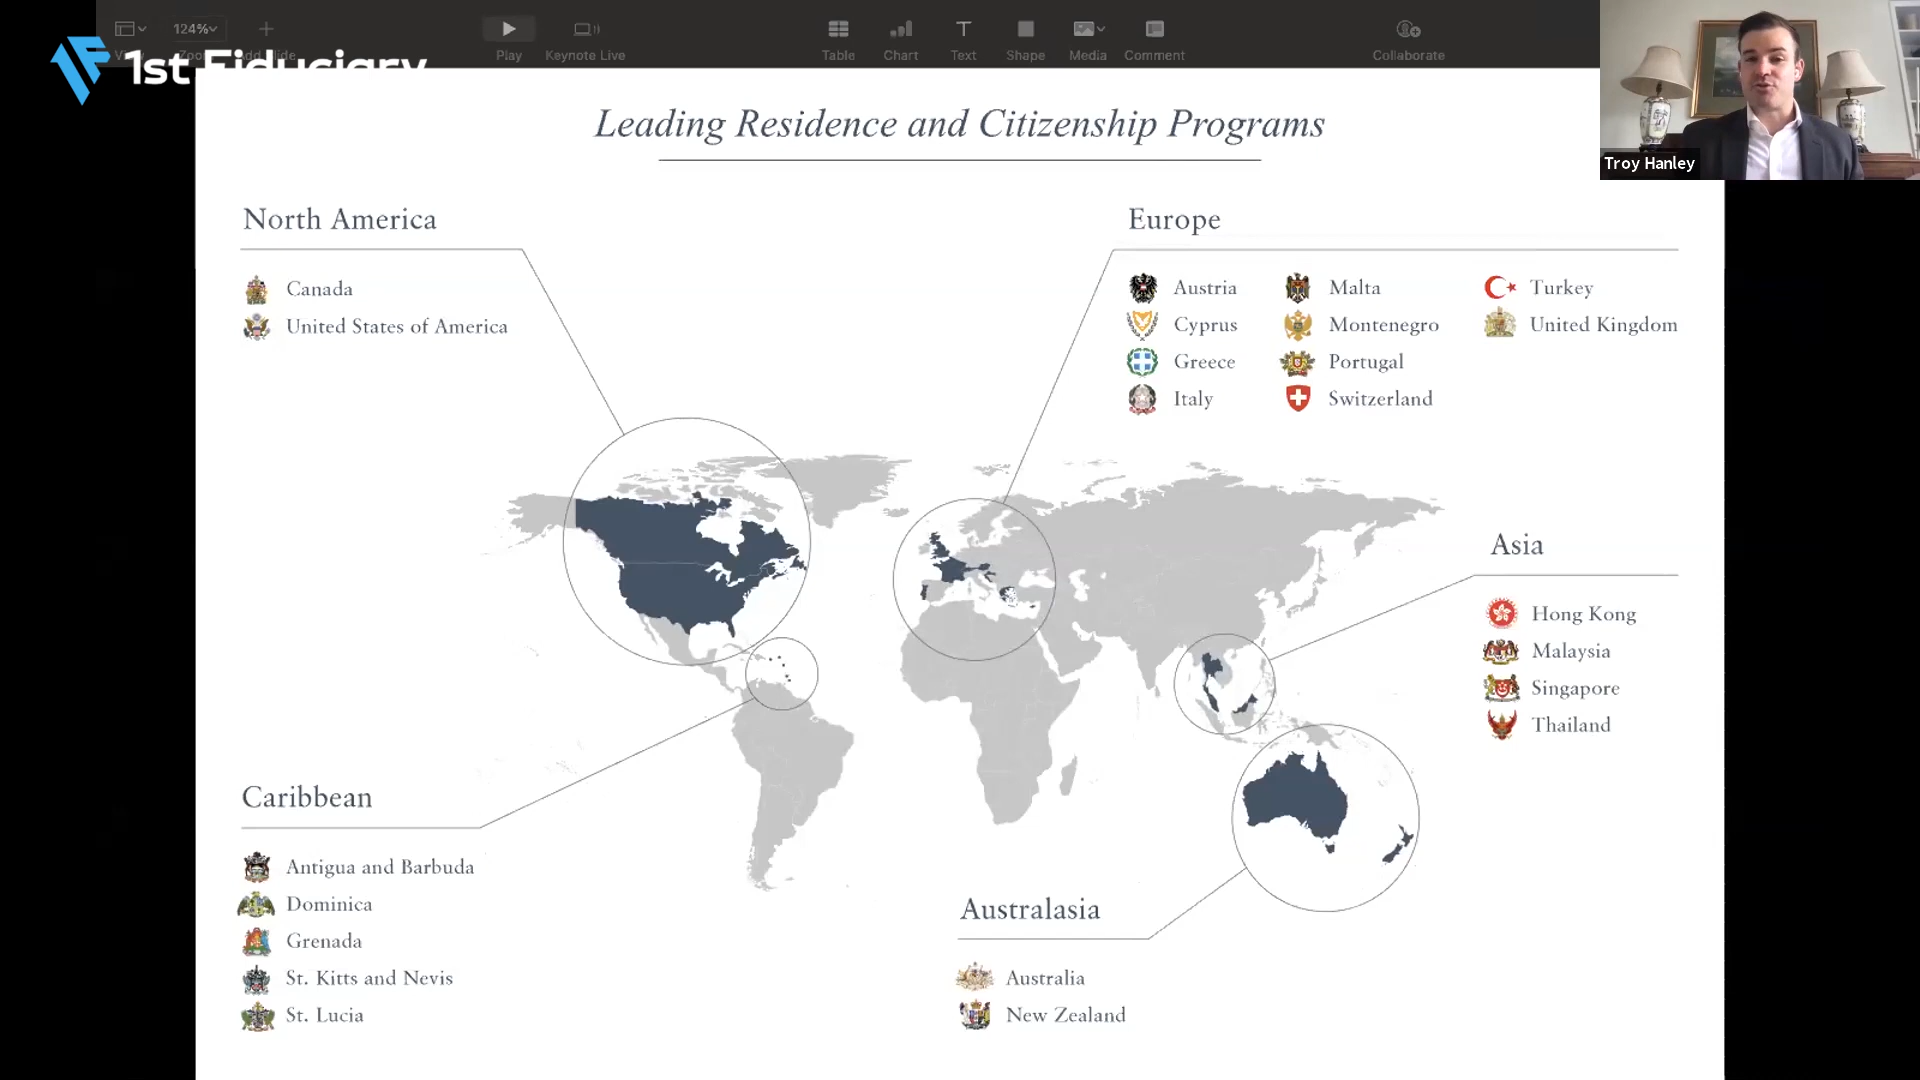 124%
Play
Keynote Live
Table
Chart
Text
Shape
Media
Comment
Collaborate
1st Fiduciary
Troy Hanley
Leading Residence and Citizenship Programs
North America
Canada
United States of America
Europe
Austria
Cyprus
Greece
Italy
Malta
Montenegro
Portugal
Switzerland
Turkey
United Kingdom
Asia
Hong Kong
Malaysia
Singapore
Thailand
Caribbean
Antigua and Barbuda
Dominica
Grenada
St. Kitts and Nevis
St. Lucia
Australasia
Australia
New Zealand